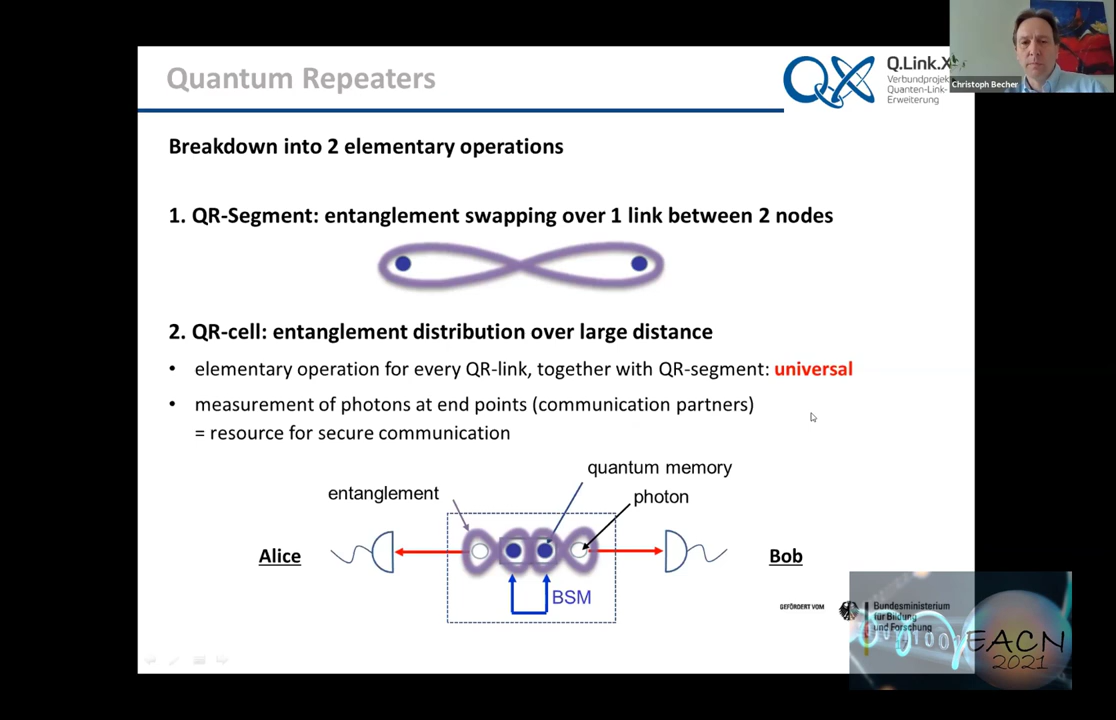 Quantum Repeaters
Q.Link.X
Verbundprojek
Quanten-Link-
Erweiterung
Christoph Becher
Breakdown into 2 elementary operations
1. QR-Segment: entanglement swapping over 1 link between 2 nodes
2. QR-cell: entanglement distribution over large distance
• elementary operation for every QR-link, together with QR-segment: universal
• measurement of photons at end points (communication partners)
= resource for secure communication
quantum memory
entanglement
photon
Alice
Bob
BSM
GEFÖRDERT VOM
Bundesministerium
für Bildung
und Forschung
EACN
2021